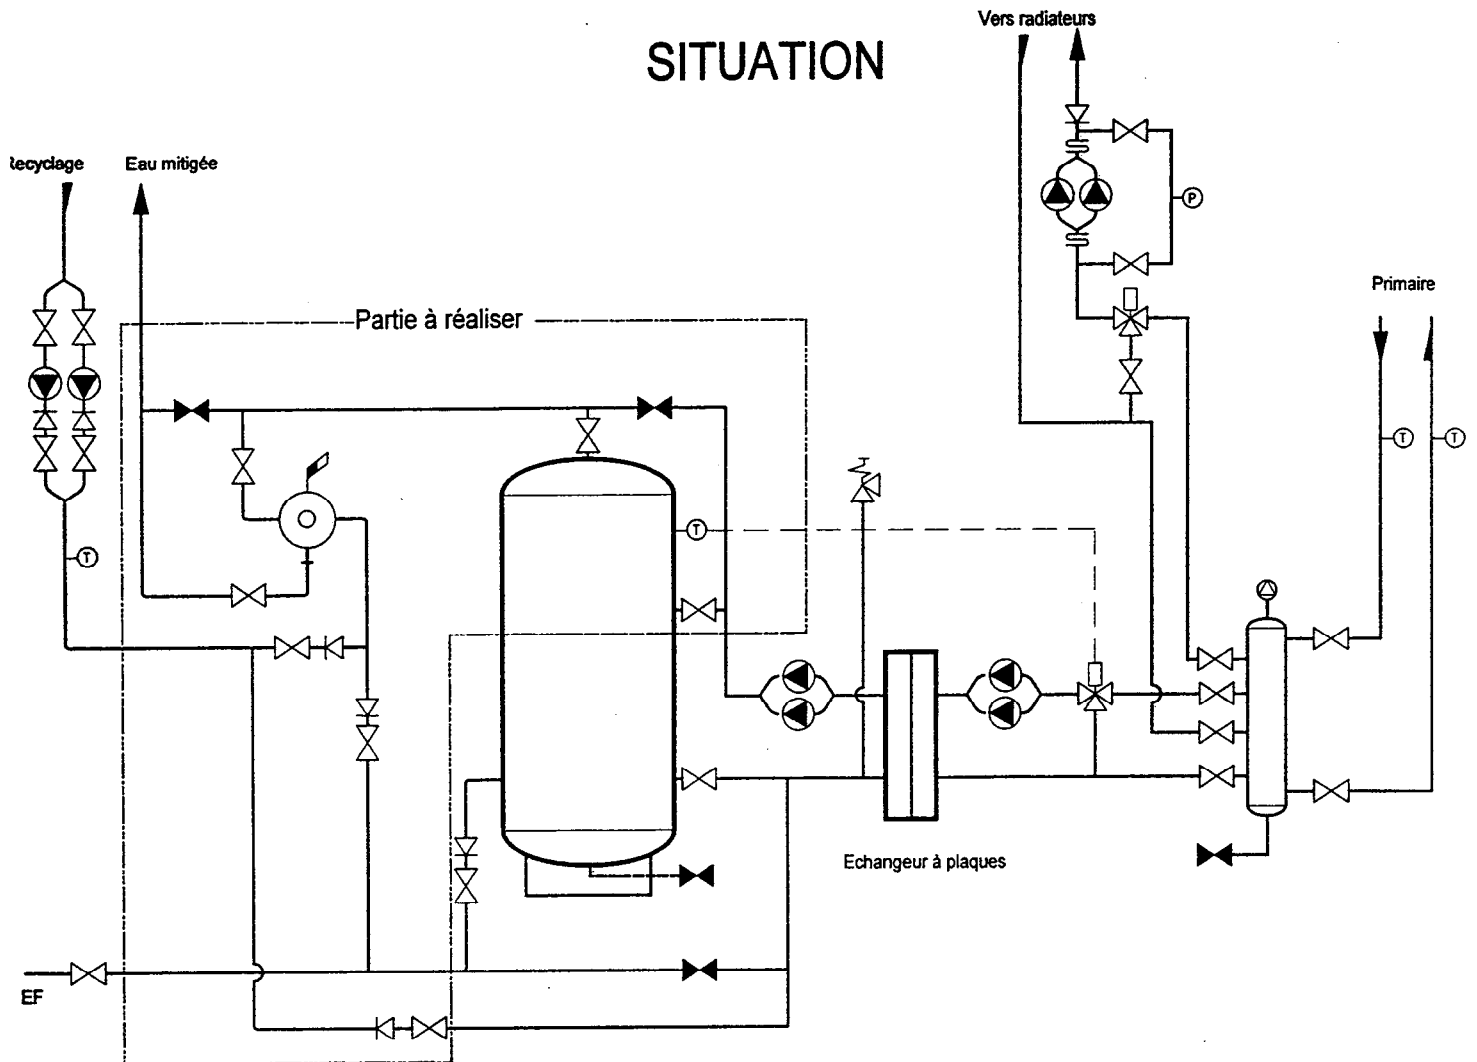 Vers radiateurs
SITUATION
Recyclage
Eau mitigée
P
Primaire
Partie à réaliser
T
T
T
T
Echangeur à plaques
EF